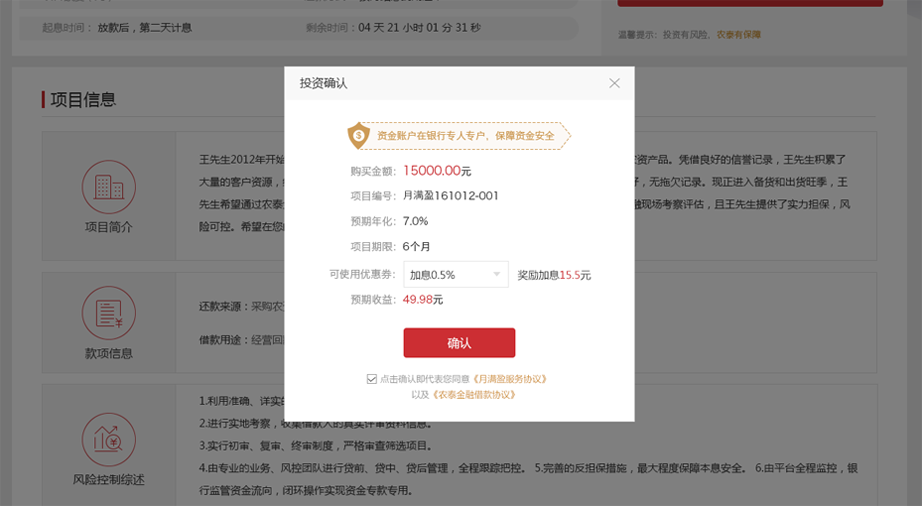 起息时间： 放款后，第二天计息
剩余时间：04 天 21 小时 01 分 31 秒
温馨提示：投资有风险，农泰有保障
项目信息
投资确认
资金账户在银行专人专户，保障资金安全
购买金额：15000.00元
项目编号：月满盈161012-001
预期年化：7.0%
项目期限：6个月
可使用优惠券：加息0.5% 奖励加息15.5元
预期收益：49.98元
确认
点击确认即代表您同意《月满盈服务协议》
以及《农泰金融借款协议》
项目简介
王先生2012年开始
农资产品。凭借良好的信誉记录，王先生积累了
大量的客户资源，
好，无拖欠记录。现正进入备货和出货旺季，王
先生希望通过农泰
融现场考察评估，且王先生提供了实力担保，风
险可控。希望在您的
款项信息
还款来源：采购农
借款用途：经营回
风险控制综述
1.利用准确、详实的
2.进行实地考察，收集借款人的真实评审资料信息。
3.实行初审、复审、终审制度，严格审查筛选项目。
4.由专业的业务、风控团队进行贷前、贷中、贷后管理，全程跟踪把控。 5.完善的反担保措施，最大程度保障本息安全。 6.由平台全程监控，银
行监管资金流向，闭环操作实现资金专款专用。